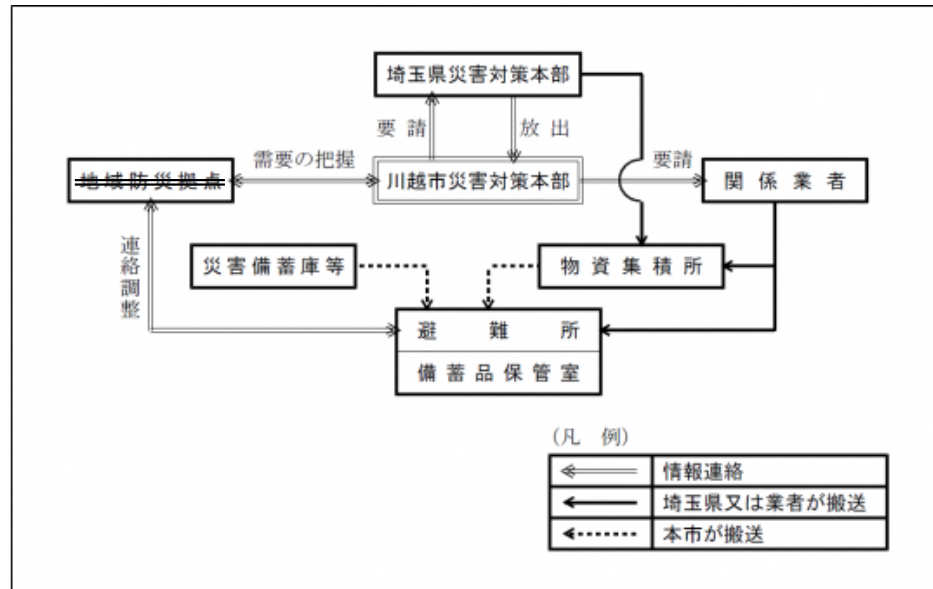 埼玉県災害対策本部
要請
放出
需要の把握
要請
地域防災拠点
川越市災害対策本部
関係業者
連絡調整
災害備蓄庫等
物資集積所
避難所
備蓄品保管室
(凡 例)
情報連絡
埼玉県又は業者が搬送
本市が搬送